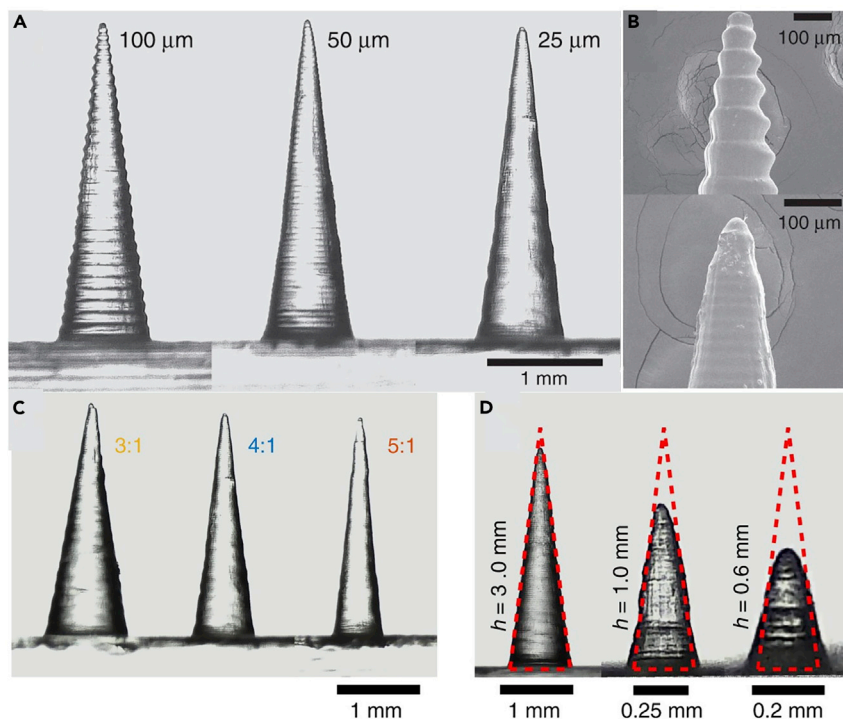 A
100 μm
50 μm
25 μm
1 mm
B
100 μm
100 μm
C
3:1
4:1
5:1
1 mm
D
h = 3 .0 mm
h = 1.0 mm
h = 0.6 mm
1 mm
0.25 mm
0.2 mm